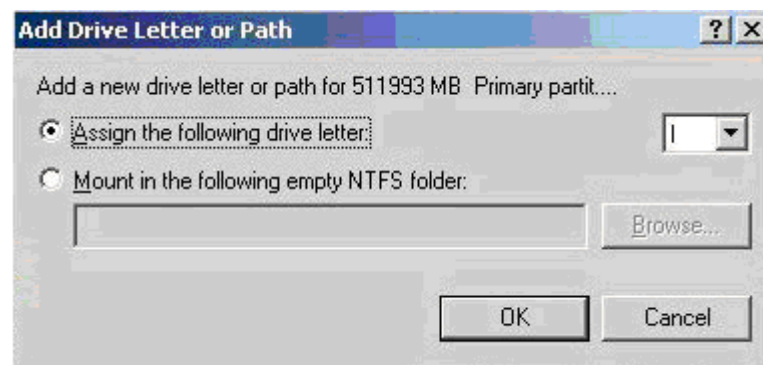 Add Drive Letter or Path
Add a new drive letter or path for 511993 MB Primary partit....
Assign the following drive letter: I
Mount in the following empty NTFS folder:
Browse...
OK Cancel